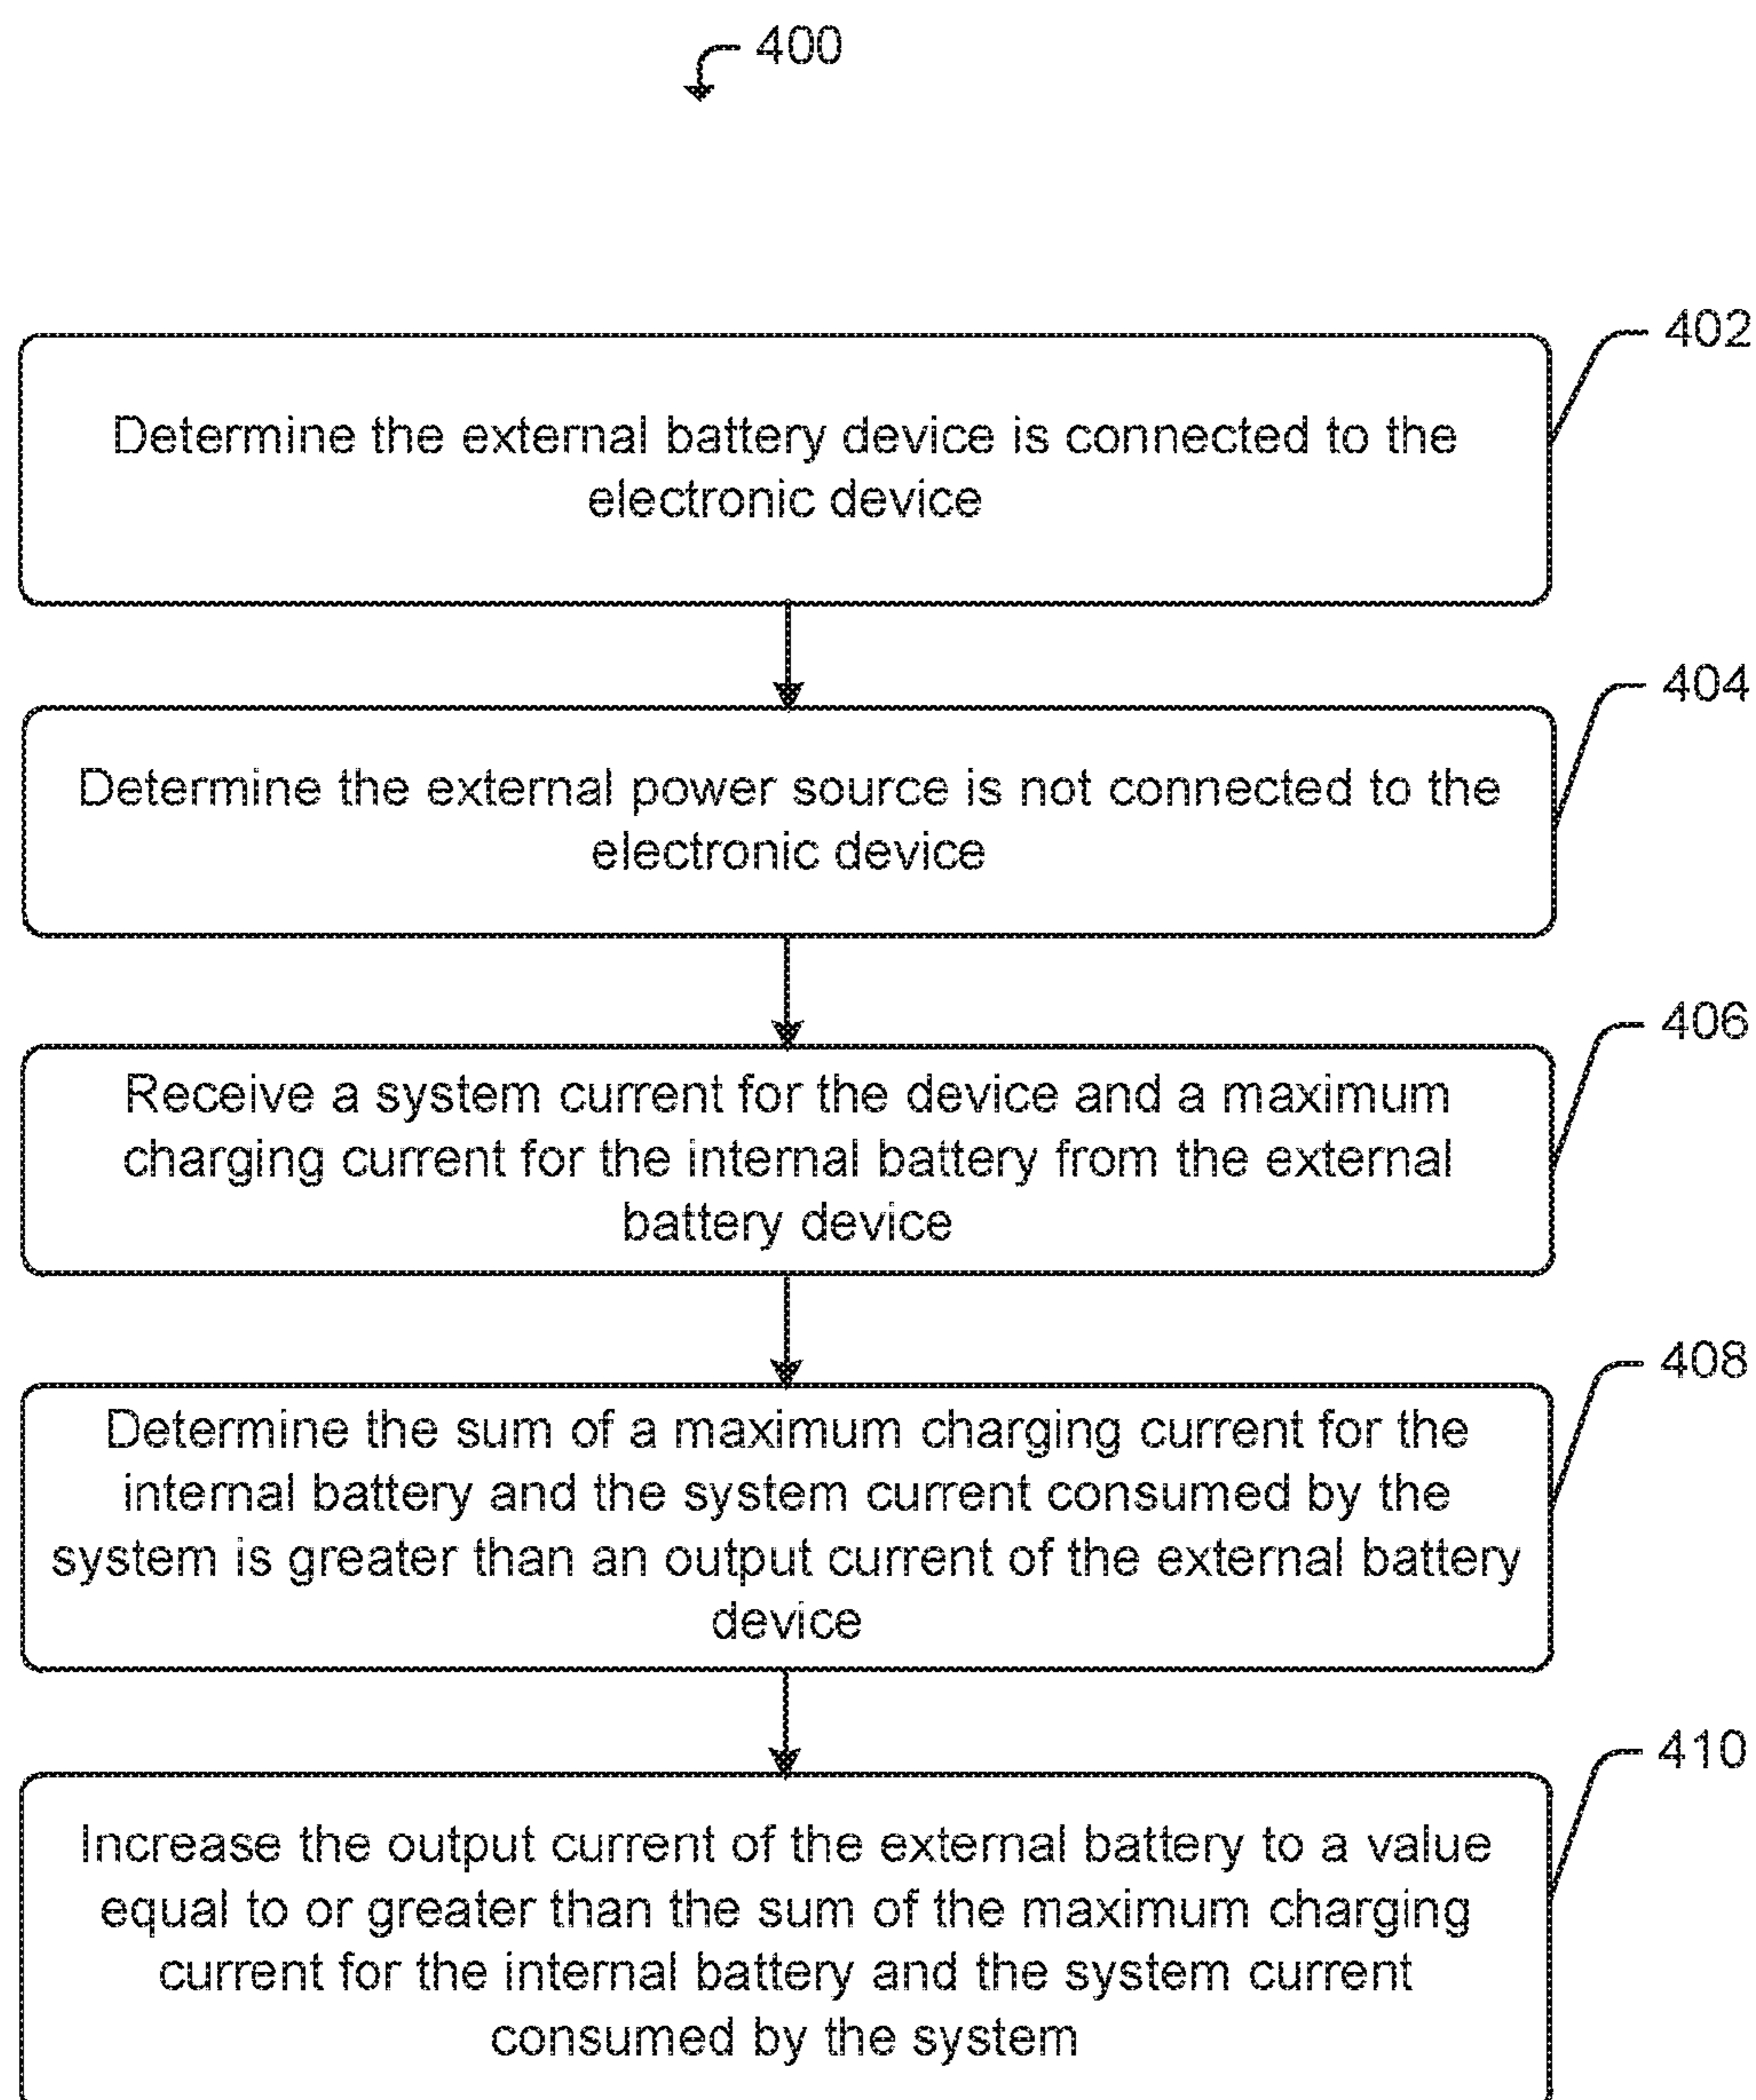 400
402
Determine the external battery device is connected to the
electronic device
404
Determine the external power source is not connected to the
electronic device
406
Receive a system current for the device and a maximum
charging current for the internal battery from the external
battery device
408
Determine the sum of a maximum charging current for the
internal battery and the system current consumed by the
system is greater than an output current of the external battery
device
410
Increase the output current of the external battery to a value
equal to or greater than the sum of the maximum charging
current for the internal battery and the system current
consumed by the system